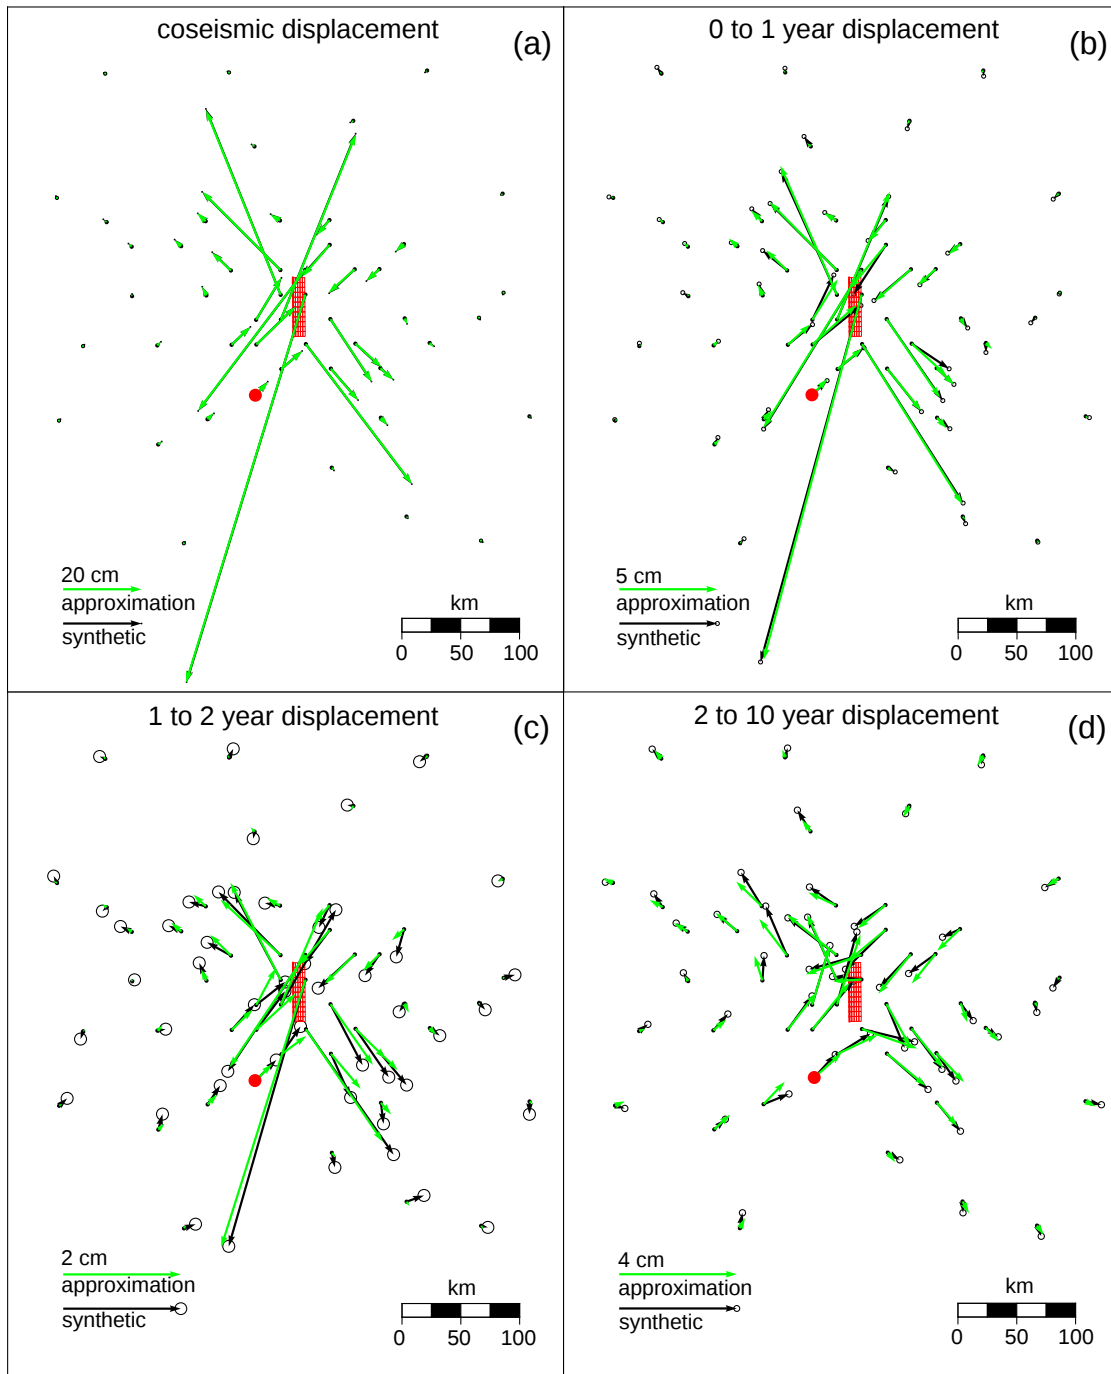 coseismic displacement
(a)
20 cm
approximation
synthetic
km
0 50 100
0 to 1 year displacement
(b)
5 cm
approximation
synthetic
km
0 50 100
1 to 2 year displacement
(c)
2 cm
approximation
synthetic
km
0 50 100
2 to 10 year displacement
(d)
4 cm
approximation
synthetic
km
0 50 100